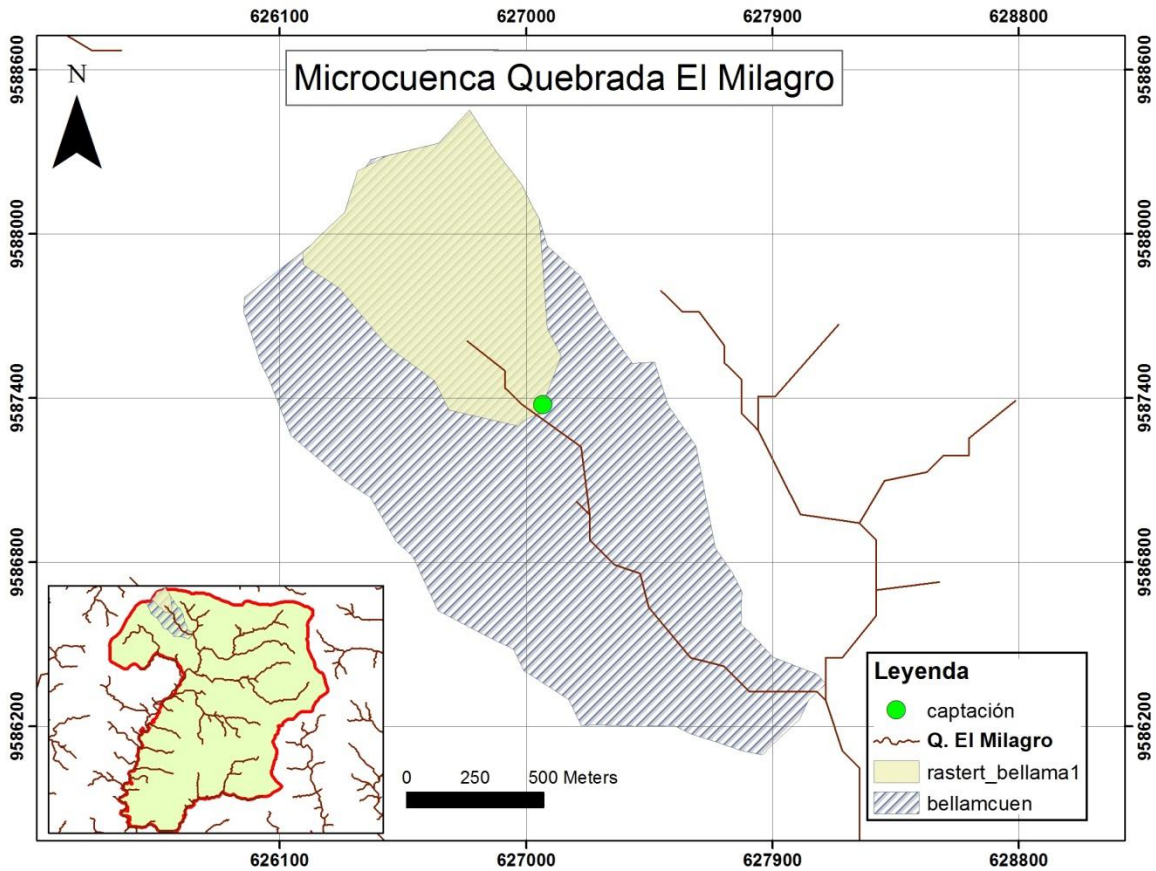 626100 627000 627900 628800
Microcuenca Quebrada El Milagro
N
9588600 9588600
9588000 9588000
9587400 9587400
9586800 9586800
9586200 9586200
Leyenda
captación
Q. El Milagro
rastert_bellama1
bellamcuen
0 250 500 Meters
626100 627000 627900 628800